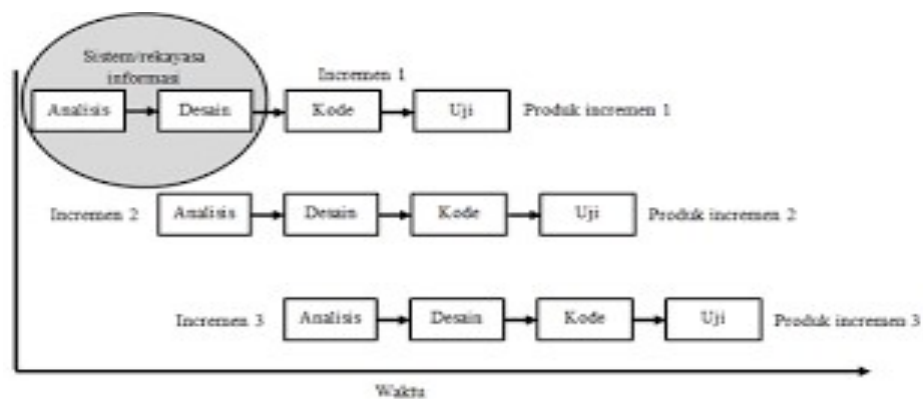 Sistem/rekayasa
informasi
Incremen 1
Analisis
Desain
Kode
Uji
Produk incremen 1
Incremen 2
Analisis
Desain
Kode
Uji
Produk incremen 2
Incremen 3
Analisis
Desain
Kode
Uji
Produk incremen 3
Waktu